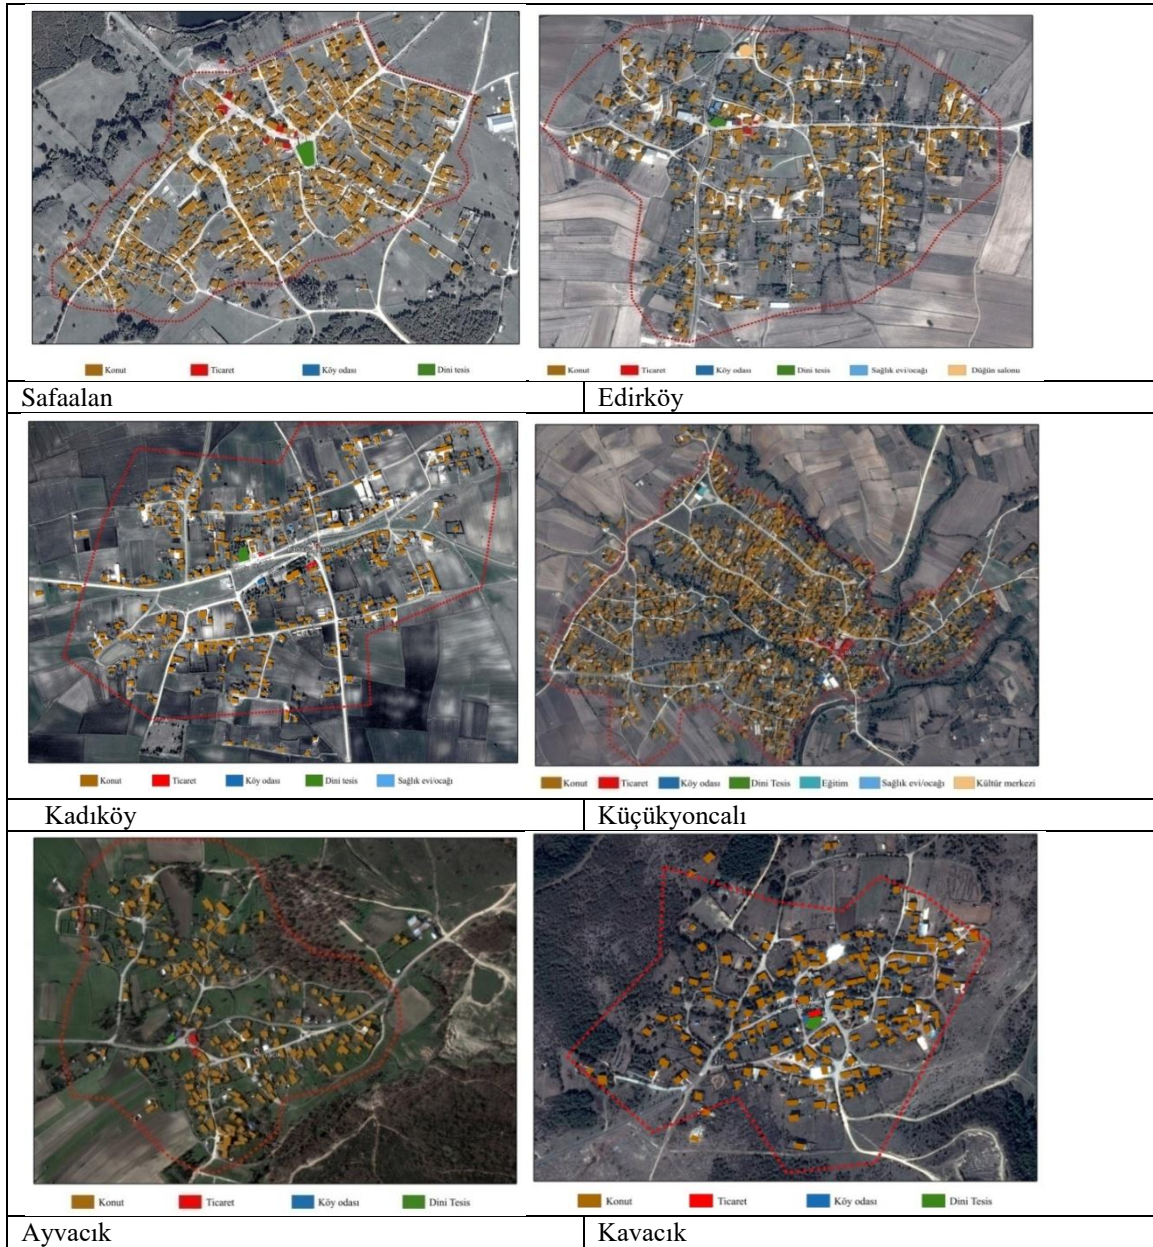 Konut Ticaret Köy odası Dini tesis
Konut Ticaret Köy odası Dini tesis Sağlık evi/ocağı Düğün salonu
Safaalan
Edirköy
Konut Ticaret Köy odası Dini tesis Sağlık evi/ocağı
Konut Ticaret Köy odası Dini Tesis Eğitim Sağlık evi/ocağı Kültür merkezi
Kadıköy
Küçükyoncalı
Konut Ticaret Köy odası Dini Tesis
Konut Ticaret Köy odası Dini Tesis
Ayvacık
Kavacık